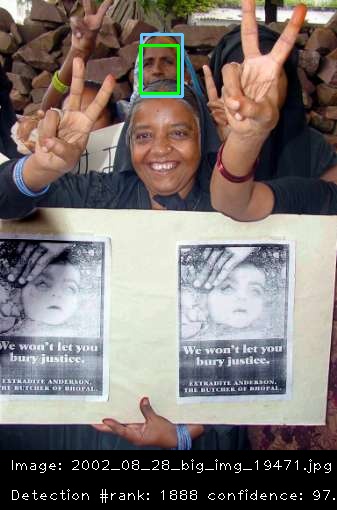 We won't let you
bury justice.
EXTRADITE ANDERSON.
THE BUTCHER OF BHOPAL.
We won't let you
bury justice.
EXTRADITE ANDERSON.
THE BUTCHER OF BHOPAL.
Image: 2002_08_28_big_img_19471.jpg
Detection #rank: 1888 confidence: 97.